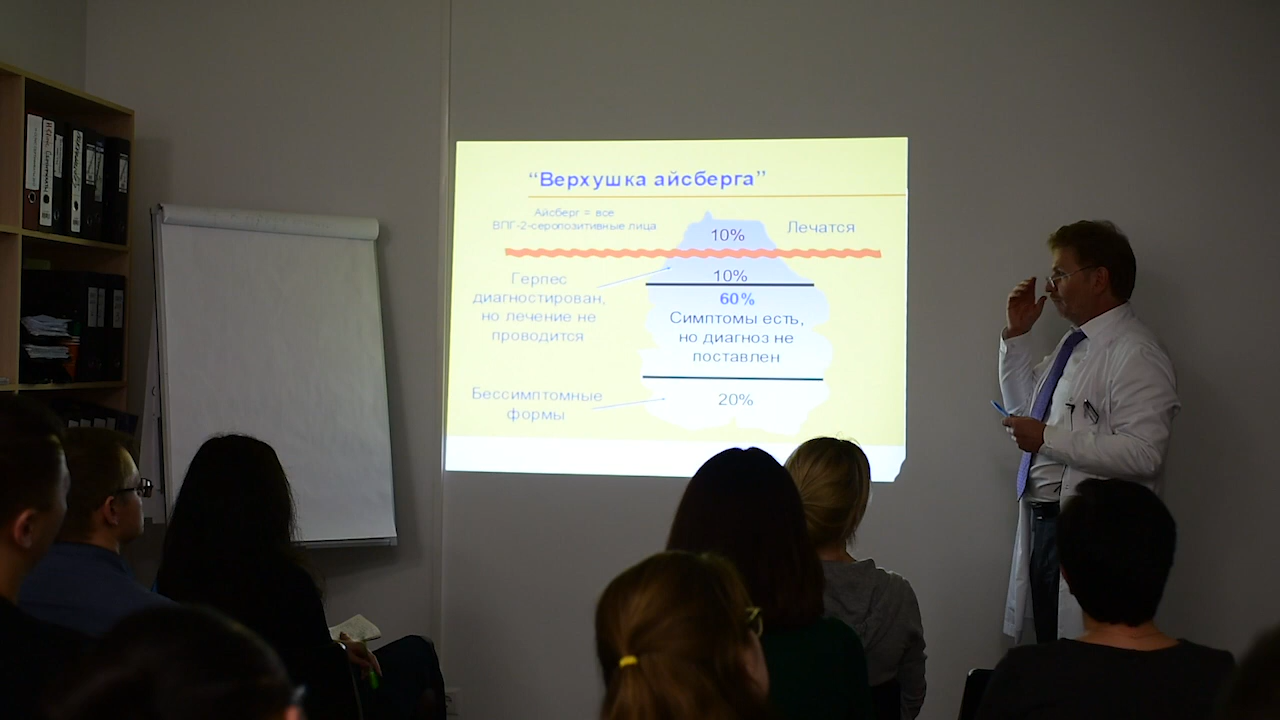 “Верхушка айсберга”
Айсберг = все
ВПГ-2-серопозитивные лица
10%
Лечатся
10%
Герпес
диагностирован,
но лечение не
проводится
60%
Симптомы есть,
но диагноз не
поставлен
Бессимптомные
формы
20%